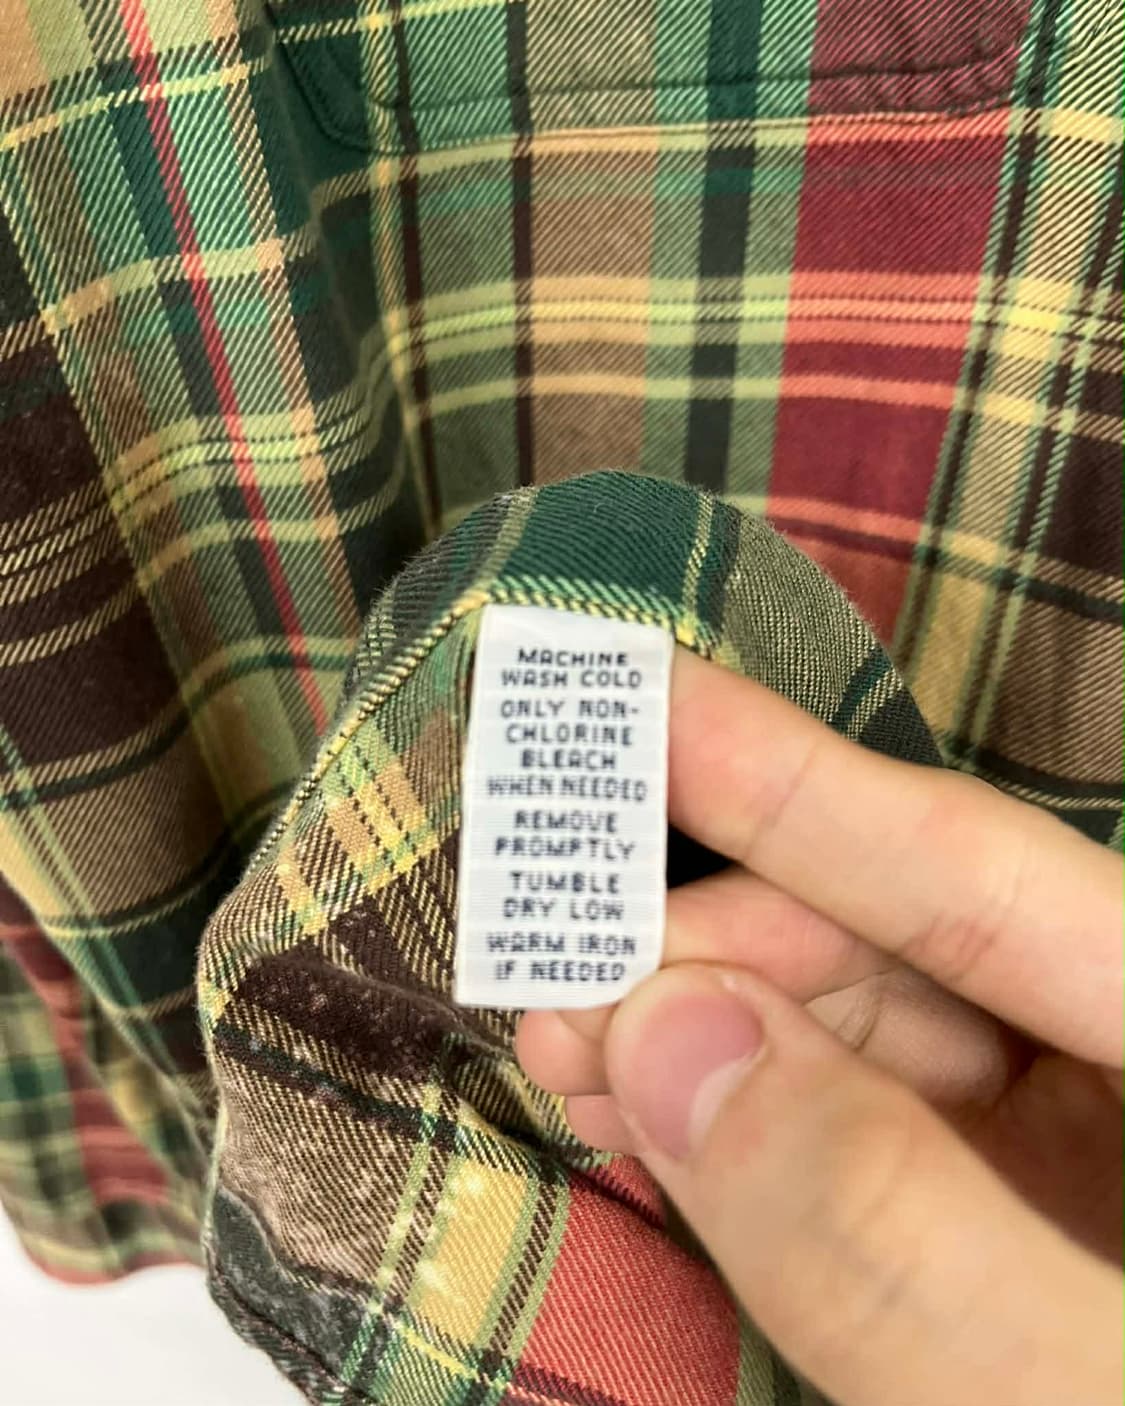 MACHINE
WASH COLD
ONLY NON-
CHLORINE
BLEACH
WHEN NEEDED
REMOVE
PROMPTLY
TUMBLE
DRY LOW
WARM IRON
IF NEEDED